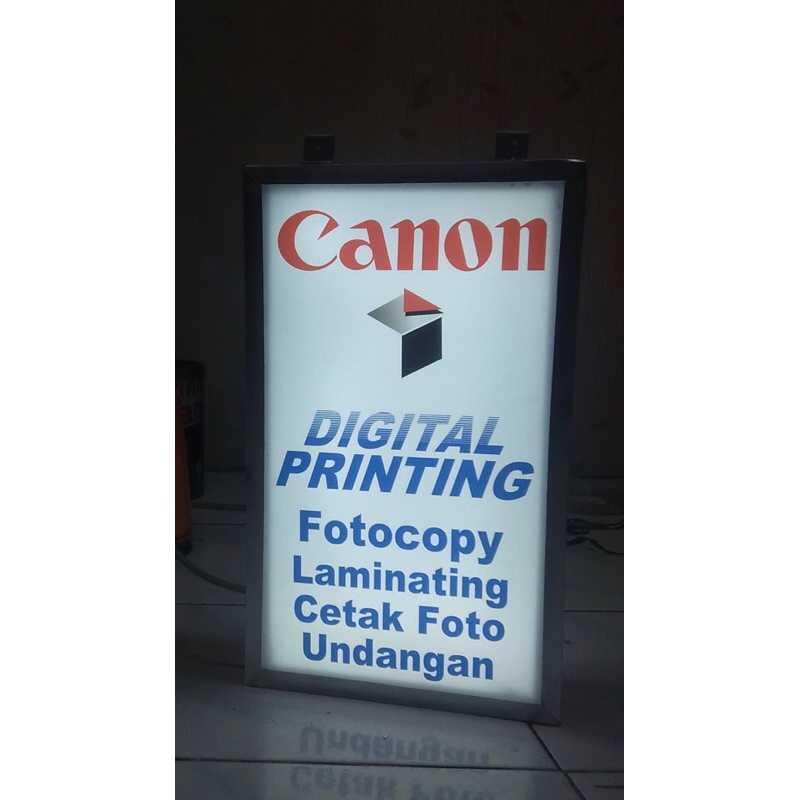 Canon
DIGITAL
PRINTING
Fotocopy
Laminating
Cetak Foto
Undangan